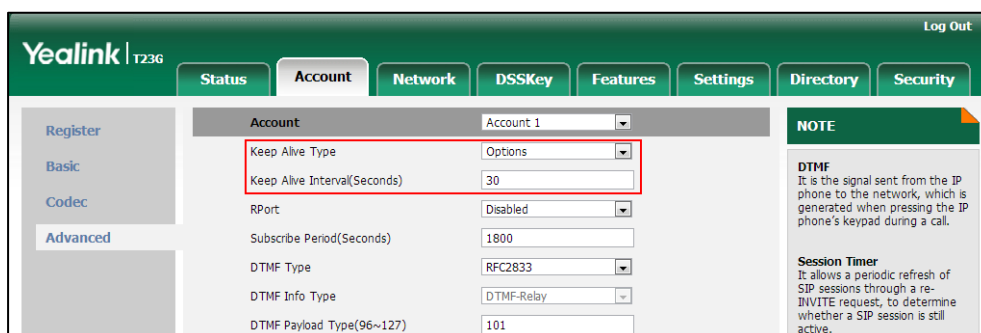 Log Out
Yealink | T23G
Status Account Network DSSKey Features Settings Directory Security
Register
Basic
Codec
Advanced
Account Account 1
Keep Alive Type Options
Keep Alive Interval(Seconds) 30
RPort Disabled
Subscribe Period(Seconds) 1800
DTMF Type RFC2833
DTMF Info Type DTMF-Relay
DTMF Payload Type(96~127) 101
NOTE
DTMF
It is the signal sent from the IP
phone to the network, which is
generated when pressing the IP
phone's keypad during a call.
Session Timer
It allows a periodic refresh of
SIP sessions through a re-
INVITE request, to determine
whether a SIP session is still
active.